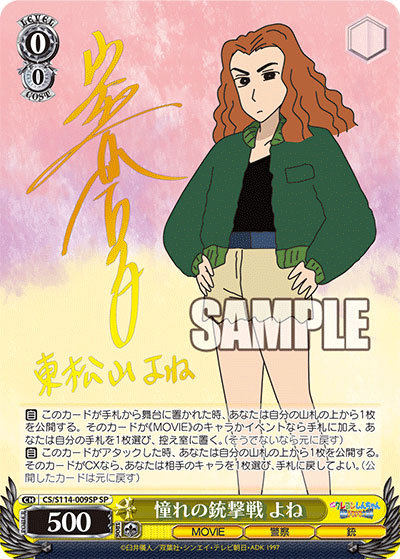 LEVEL
0
0
COST
東松山よね
SAMPLE
自 このカードが手札から舞台に置かれた時、あなたは自分の山札の上から1枚
を公開する。そのカードが《MOVIE》のキャラかイベントなら手札に加え、あ
なたは自分の手札を1枚選び、控え室に置く。(そうでないなら元に戻す)
自 このカードがアタックした時、あなたは自分の山札の上から1枚を公開す
る。そのカードがCXなら、あなたは相手のキャラを1枚選び、手札に戻してよい。(公
開したカードは元に戻す)
CH CS/S114-009SP SP
POWER
500
憧れの銃撃戦 よね
クレヨンしんちゃん
MOVIE
警察
銃
©臼井儀人/双葉社・シンエイ・テレビ朝日・ADK 1997